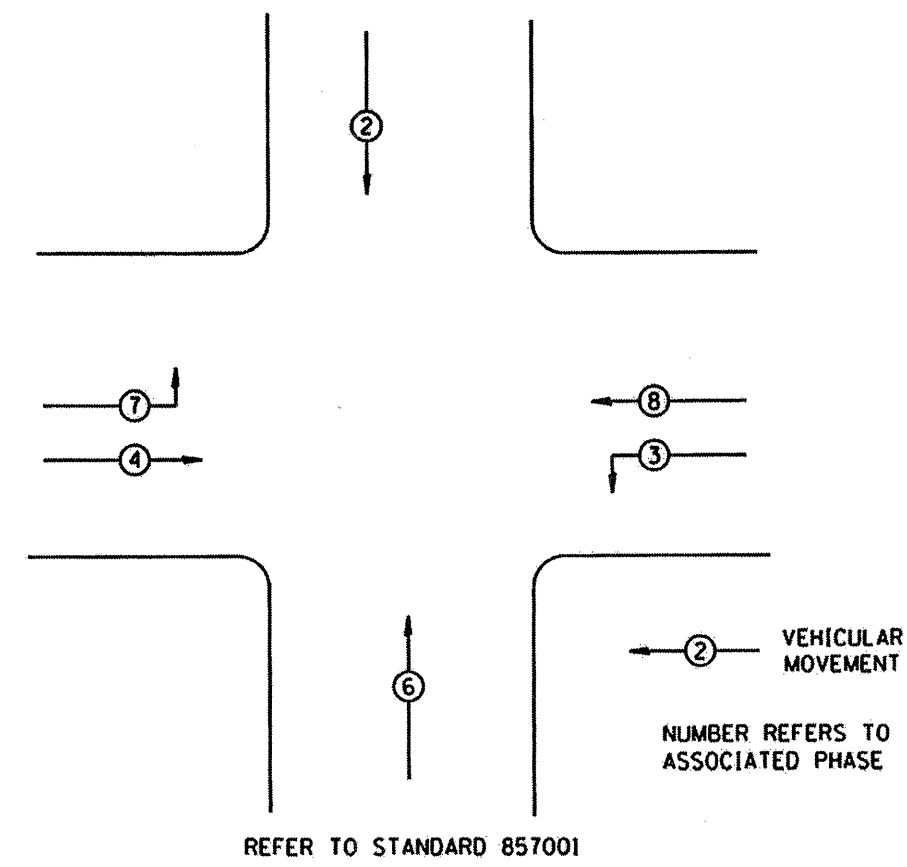 2
7
8
4
3
6
2
VEHICULAR
MOVEMENT
NUMBER REFERS TO
ASSOCIATED PHASE
REFER TO STANDARD 857001